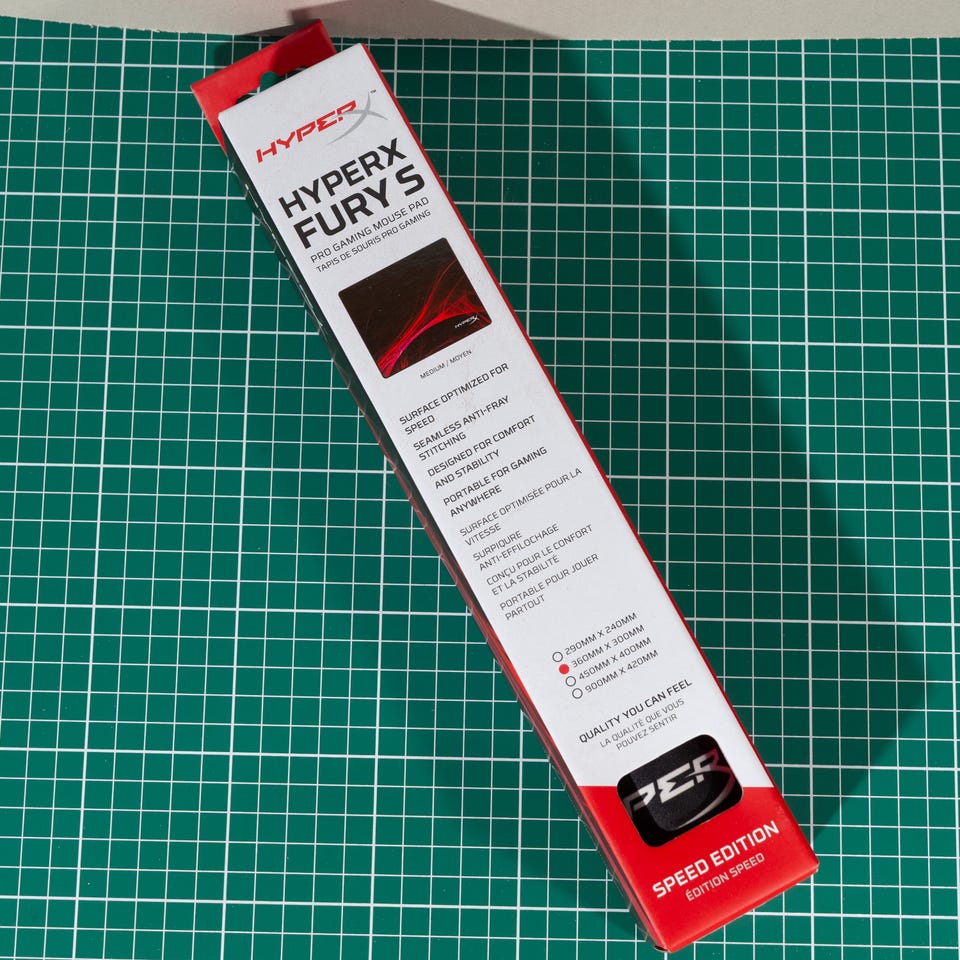 HYPERX™
HYPERX
FURY S
PRO GAMING MOUSE PAD
TAPIS DE SOURIS PRO GAMING
HYPERX
MEDIUM / MOYEN
SURFACE OPTIMIZED FOR
SPEED
SEAMLESS ANTI-FRAY
STITCHING
DESIGNED FOR COMFORT
AND STABILITY
PORTABLE FOR GAMING
ANYWHERE
SURFACE OPTIMISÉE POUR LA
VITESSE
SURPIQURE
ANTI-EFFILOCHAGE
CONÇU POUR LE CONFORT
ET LA STABILITÉ
PORTABLE POUR JOUER
PARTOUT
290MM X 240MM
360MM X 300MM
450MM X 400MM
900MM X 420MM
QUALITY YOU CAN FEEL
LA QUALITÉ QUE VOUS
POUVEZ SENTIR
PER
SPEED EDITION
ÉDITION SPEED